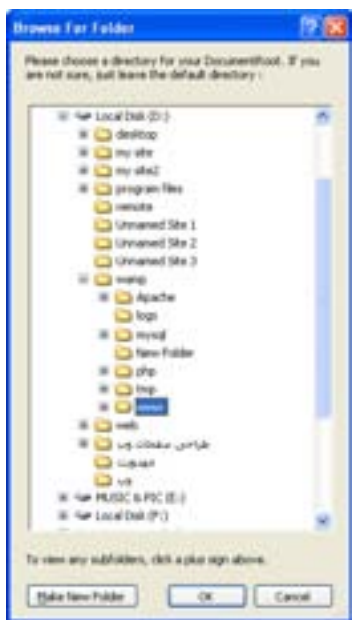 Browse For Folder
Please choose a directory for your DocumentRoot. If you
are not sure, just leave the default directory :
Local Disk (D:)
desktop
my site
my site2
program files
remote
Unnamed Site 1
Unnamed Site 2
Unnamed Site 3
wamp
Apache
logs
mysql
New Folder
php
tmp
www
web
طراحی صفحات وب
وب
MUSIC & PIC (E:)
Local Disk (F:)
To view any subfolders, click a plus sign above.
Make New Folder
OK
Cancel